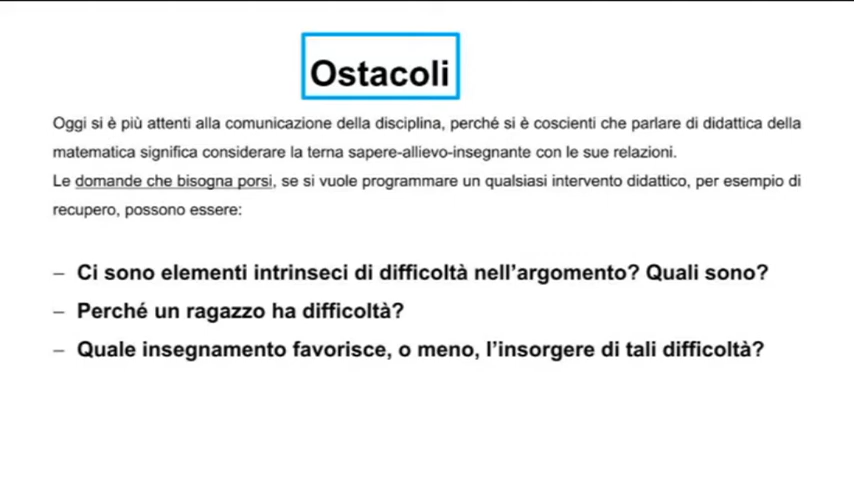 Ostacoli
Oggi si è più attenti alla comunicazione della disciplina, perché si è coscienti che parlare di didattica della
matematica significa considerare la terna sapere-allievo-insegnante con le sue relazioni.
Le domande che bisogna porsi, se si vuole programmare un qualsiasi intervento didattico, per esempio di
recupero, possono essere:
– Ci sono elementi intrinseci di difficoltà nell’argomento? Quali sono?
– Perché un ragazzo ha difficoltà?
– Quale insegnamento favorisce, o meno, l’insorgere di tali difficoltà?